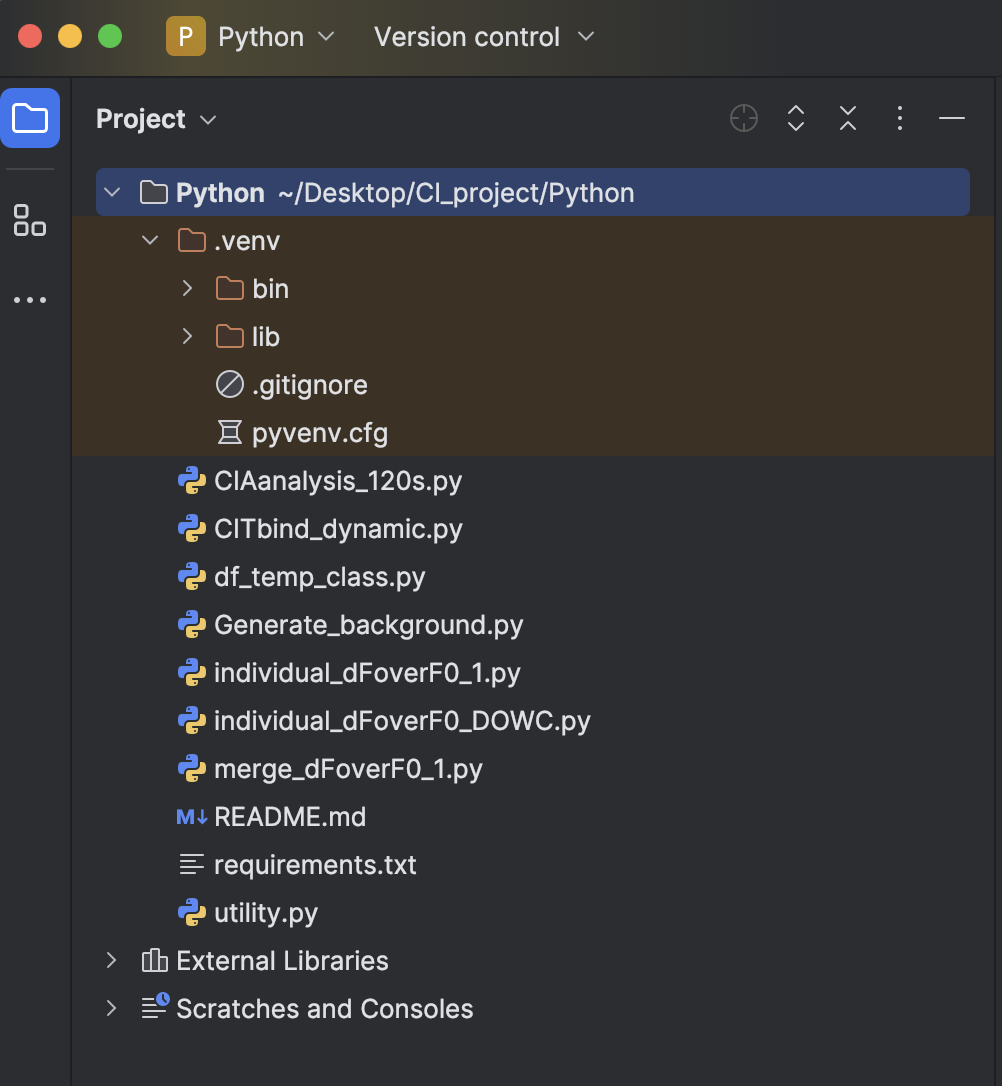 P Python Version control
Project
Python ~/Desktop/CI_project/Python
.venv
bin
lib
.gitignore
pyvenv.cfg
CIAanalysis_120s.py
CITbind_dynamic.py
df_temp_class.py
Generate_background.py
individual_dFoverF0_1.py
individual_dFoverF0_DOWC.py
merge_dFoverF0_1.py
M↓ README.md
requirements.txt
utility.py
External Libraries
Scratches and Consoles